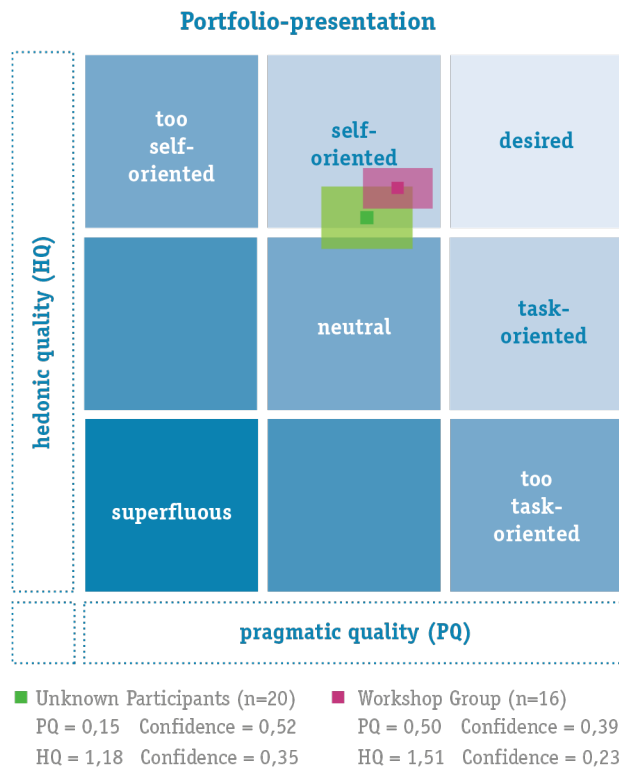 Portfolio-presentation
too
self-
oriented
self-
oriented
desired
hedonic quality (HQ)
neutral
task-
oriented
superfluous
too
task-
oriented
pragmatic quality (PQ)
Unknown Participants (n=20)
PQ = 0,15 Confidence = 0,52
HQ = 1,18 Confidence = 0,35
Workshop Group (n=16)
PQ = 0,50 Confidence = 0,39
HQ = 1,51 Confidence = 0,23